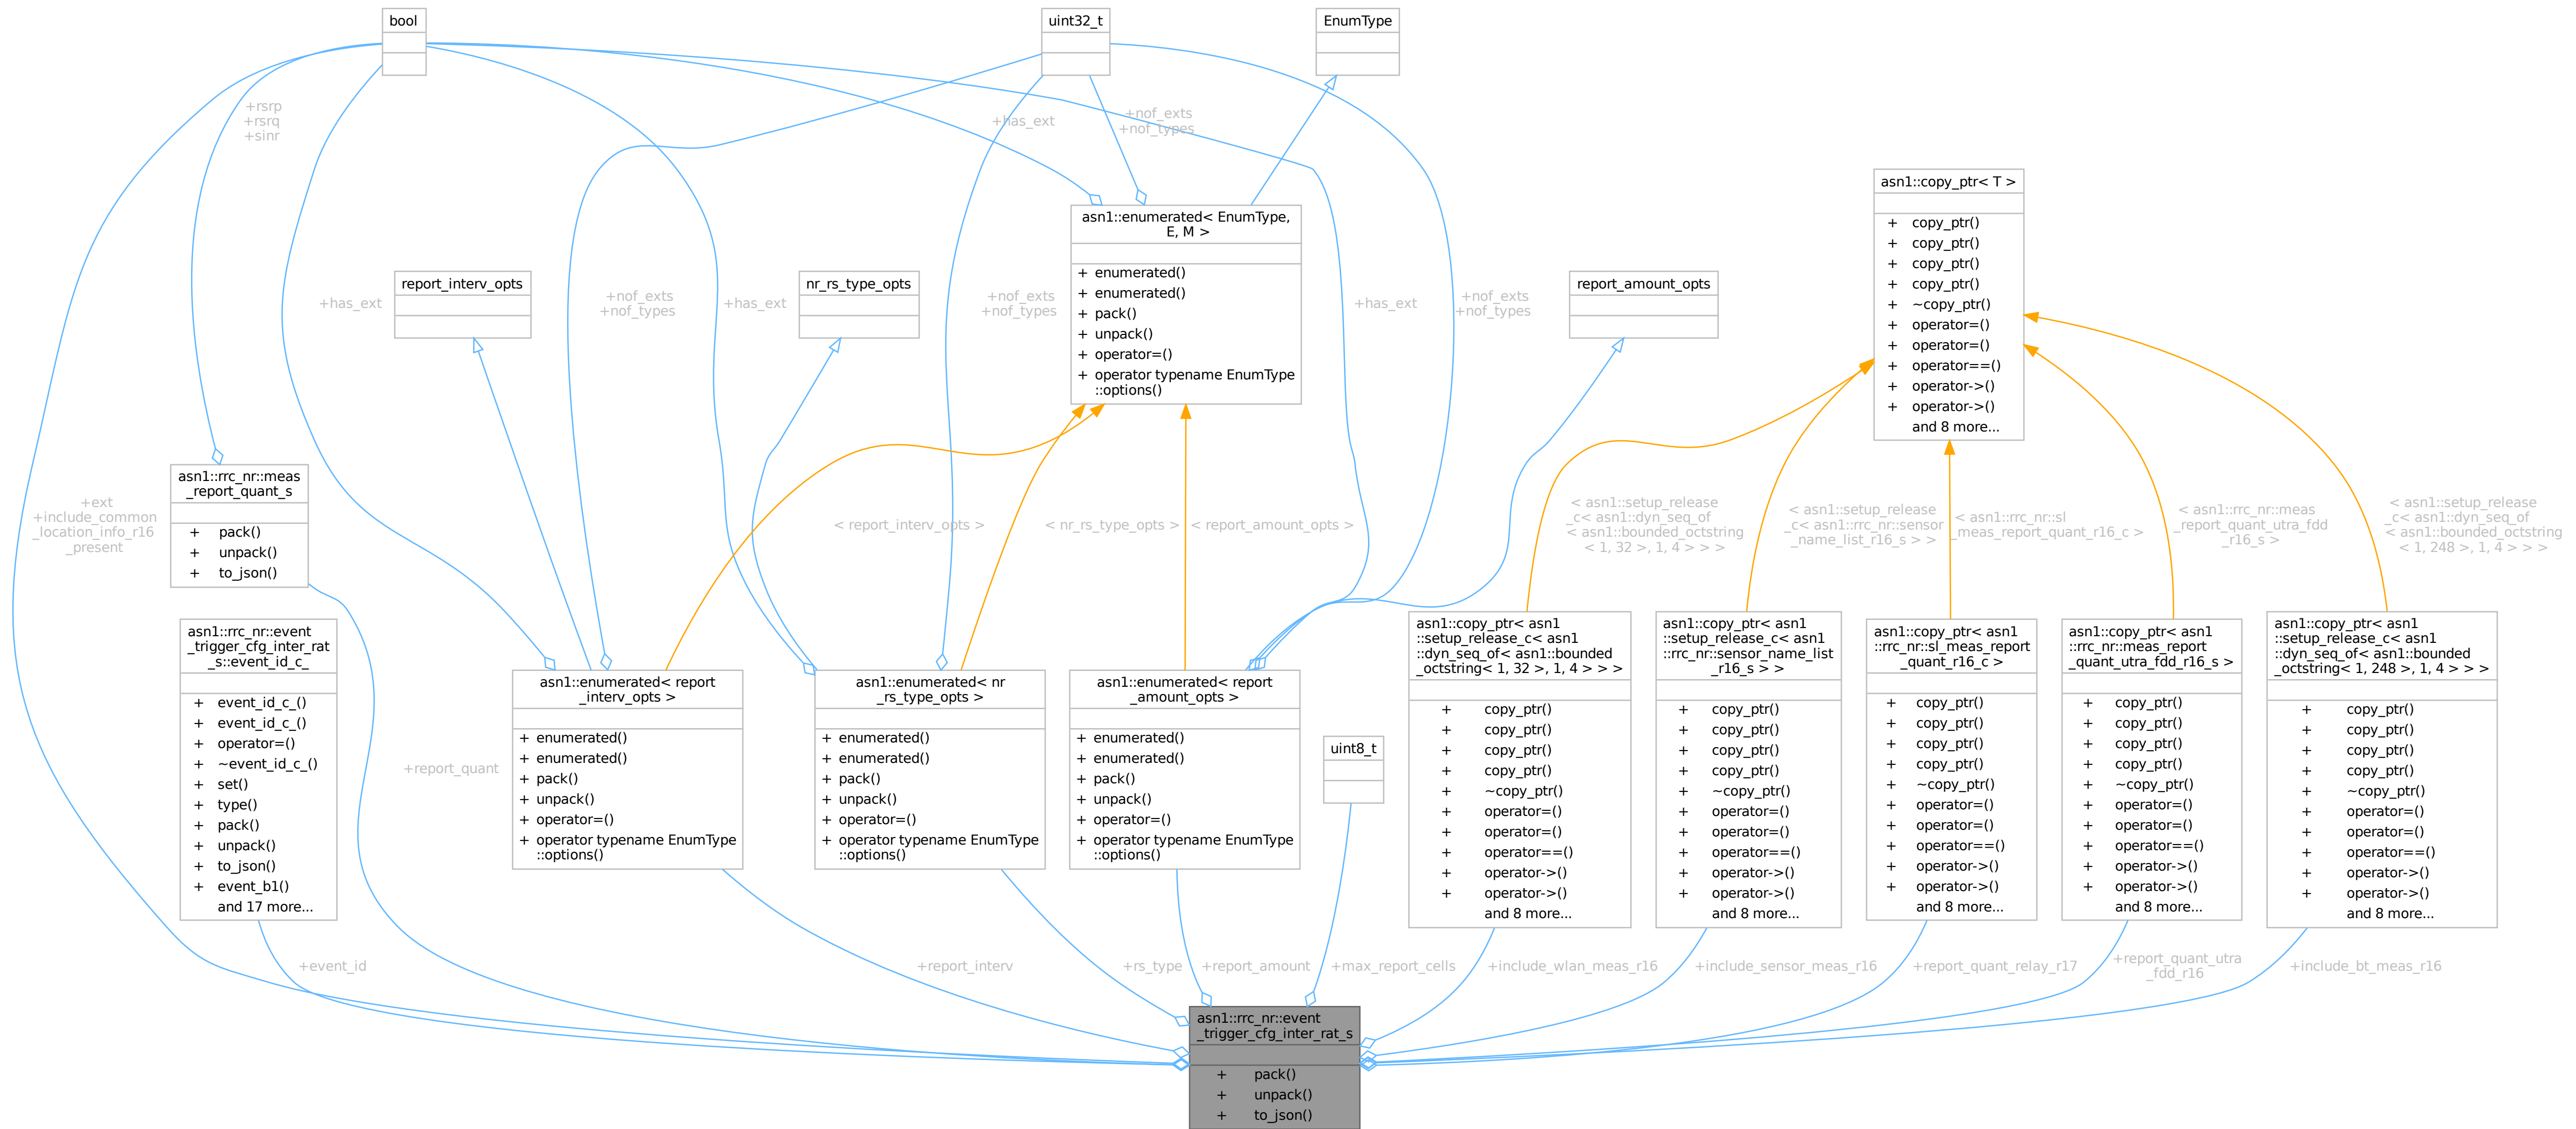 bool
uint32_t
EnumType
+rsrp
+rsrq
+sinr
+has_ext
+nof_exts
+nof_types
asn1::copy_ptr< T >
+ copy_ptr()
+ copy_ptr()
+ copy_ptr()
+ copy_ptr()
+ ~copy_ptr()
+ operator=()
+ operator=()
+ operator==()
+ operator->()
+ operator->()
and 8 more...
asn1::enumerated< EnumType,
E, M >
+ enumerated()
+ enumerated()
+ pack()
+ unpack()
+ operator=()
+ operator typename EnumType
::options()
report_interv_opts
nr_rs_type_opts
report_amount_opts
+has_ext
+nof_exts
+nof_types
+has_ext
+nof_exts
+nof_types
+has_ext
+nof_exts
+nof_types
asn1::rrc_nr::meas
_report_quant_s
+ pack()
+ unpack()
+ to_json()
+ext
+include_common
_location_info_r16
_present
< report_interv_opts >
< nr_rs_type_opts >
< report_amount_opts >
< asn1::setup_release
_c< asn1::dyn_seq_of
< asn1::bounded_octstring
< 1, 32 >, 1, 4 > > >
< asn1::setup_release
_c< asn1::rrc_nr::sensor
_name_list_r16_s > >
< asn1::rrc_nr::sl
_meas_report_quant_r16_c >
< asn1::rrc_nr::meas
_report_quant_utra_fdd
_r16_s >
< asn1::setup_release
_c< asn1::dyn_seq_of
< asn1::bounded_octstring
< 1, 248 >, 1, 4 > > >
asn1::rrc_nr::event
_trigger_cfg_inter_rat
_s::event_id_c_
+ event_id_c_()
+ event_id_c_()
+ operator=()
+ ~event_id_c_()
+ set()
+ type()
+ pack()
+ unpack()
+ to_json()
+ event_b1()
and 17 more...
+report_quant
asn1::enumerated< report
_interv_opts >
+ enumerated()
+ enumerated()
+ pack()
+ unpack()
+ operator=()
+ operator typename EnumType
::options()
asn1::enumerated< nr
_rs_type_opts >
+ enumerated()
+ enumerated()
+ pack()
+ unpack()
+ operator=()
+ operator typename EnumType
::options()
asn1::enumerated< report
_amount_opts >
+ enumerated()
+ enumerated()
+ pack()
+ unpack()
+ operator=()
+ operator typename EnumType
::options()
uint8_t
asn1::copy_ptr< asn1
::setup_release_c< asn1
::dyn_seq_of< asn1::bounded
_octstring< 1, 32 >, 1, 4 > > >
+ copy_ptr()
+ copy_ptr()
+ copy_ptr()
+ copy_ptr()
+ ~copy_ptr()
+ operator=()
+ operator=()
+ operator==()
+ operator->()
+ operator->()
and 8 more...
asn1::copy_ptr< asn1
::setup_release_c< asn1
::rrc_nr::sensor_name_list
_r16_s > >
+ copy_ptr()
+ copy_ptr()
+ copy_ptr()
+ copy_ptr()
+ ~copy_ptr()
+ operator=()
+ operator=()
+ operator==()
+ operator->()
+ operator->()
and 8 more...
asn1::copy_ptr< asn1
::rrc_nr::sl_meas_report
_quant_r16_c >
+ copy_ptr()
+ copy_ptr()
+ copy_ptr()
+ copy_ptr()
+ ~copy_ptr()
+ operator=()
+ operator=()
+ operator==()
+ operator->()
+ operator->()
and 8 more...
asn1::copy_ptr< asn1
::rrc_nr::meas_report
_quant_utra_fdd_r16_s >
+ copy_ptr()
+ copy_ptr()
+ copy_ptr()
+ copy_ptr()
+ ~copy_ptr()
+ operator=()
+ operator=()
+ operator==()
+ operator->()
+ operator->()
and 8 more...
asn1::copy_ptr< asn1
::setup_release_c< asn1
::dyn_seq_of< asn1::bounded
_octstring< 1, 248 >, 1, 4 > > >
+ copy_ptr()
+ copy_ptr()
+ copy_ptr()
+ copy_ptr()
+ ~copy_ptr()
+ operator=()
+ operator=()
+ operator==()
+ operator->()
+ operator->()
and 8 more...
+event_id
+report_interv
+rs_type
+report_amount
+max_report_cells
+include_wlan_meas_r16
+include_sensor_meas_r16
+report_quant_relay_r17
+report_quant_utra
_fdd_r16
+include_bt_meas_r16
asn1::rrc_nr::event
_trigger_cfg_inter_rat_s
+ pack()
+ unpack()
+ to_json()